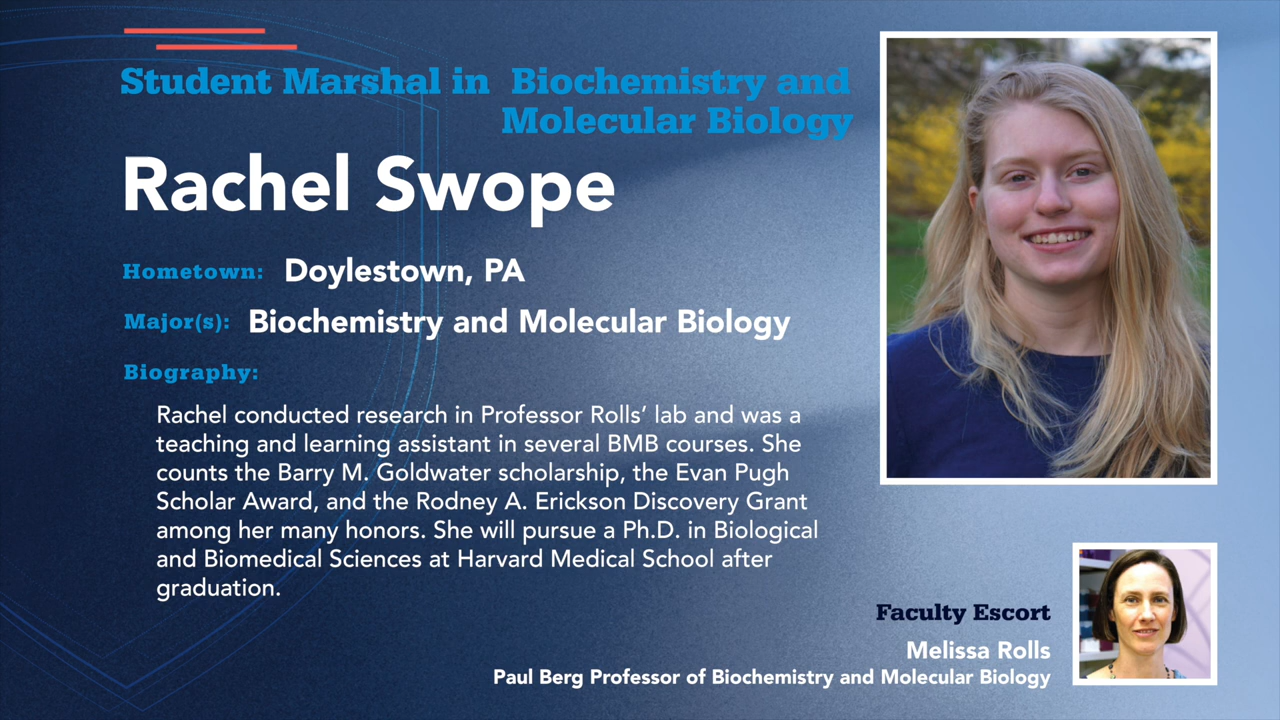 Student Marshal in Biochemistry and
Molecular Biology
Rachel Swope
Hometown: Doylestown, PA
Major(s): Biochemistry and Molecular Biology
Biography:
Rachel conducted research in Professor Rolls’ lab and was a
teaching and learning assistant in several BMB courses. She
counts the Barry M. Goldwater scholarship, the Evan Pugh
Scholar Award, and the Rodney A. Erickson Discovery Grant
among her many honors. She will pursue a Ph.D. in Biological
and Biomedical Sciences at Harvard Medical School after
graduation.
Faculty Escort
Melissa Rolls
Paul Berg Professor of Biochemistry and Molecular Biology